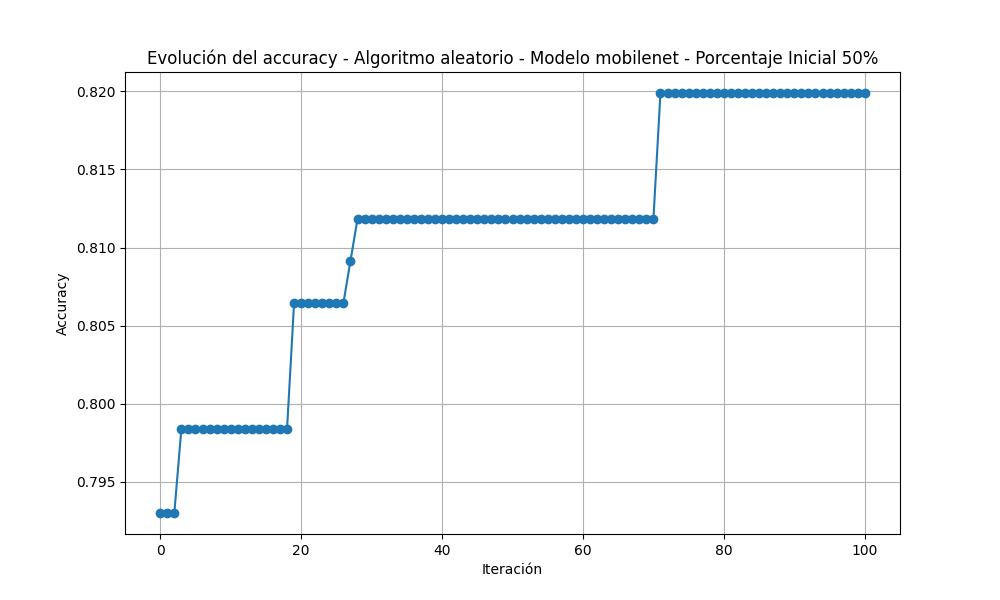 Evolución del accuracy - Algoritmo aleatorio - Modelo mobilenet - Porcentaje Inicial 50%
0.820
0.815
0.810
0.805
0.800
0.795
Accuracy
0 20 40 60 80 100
Iteración